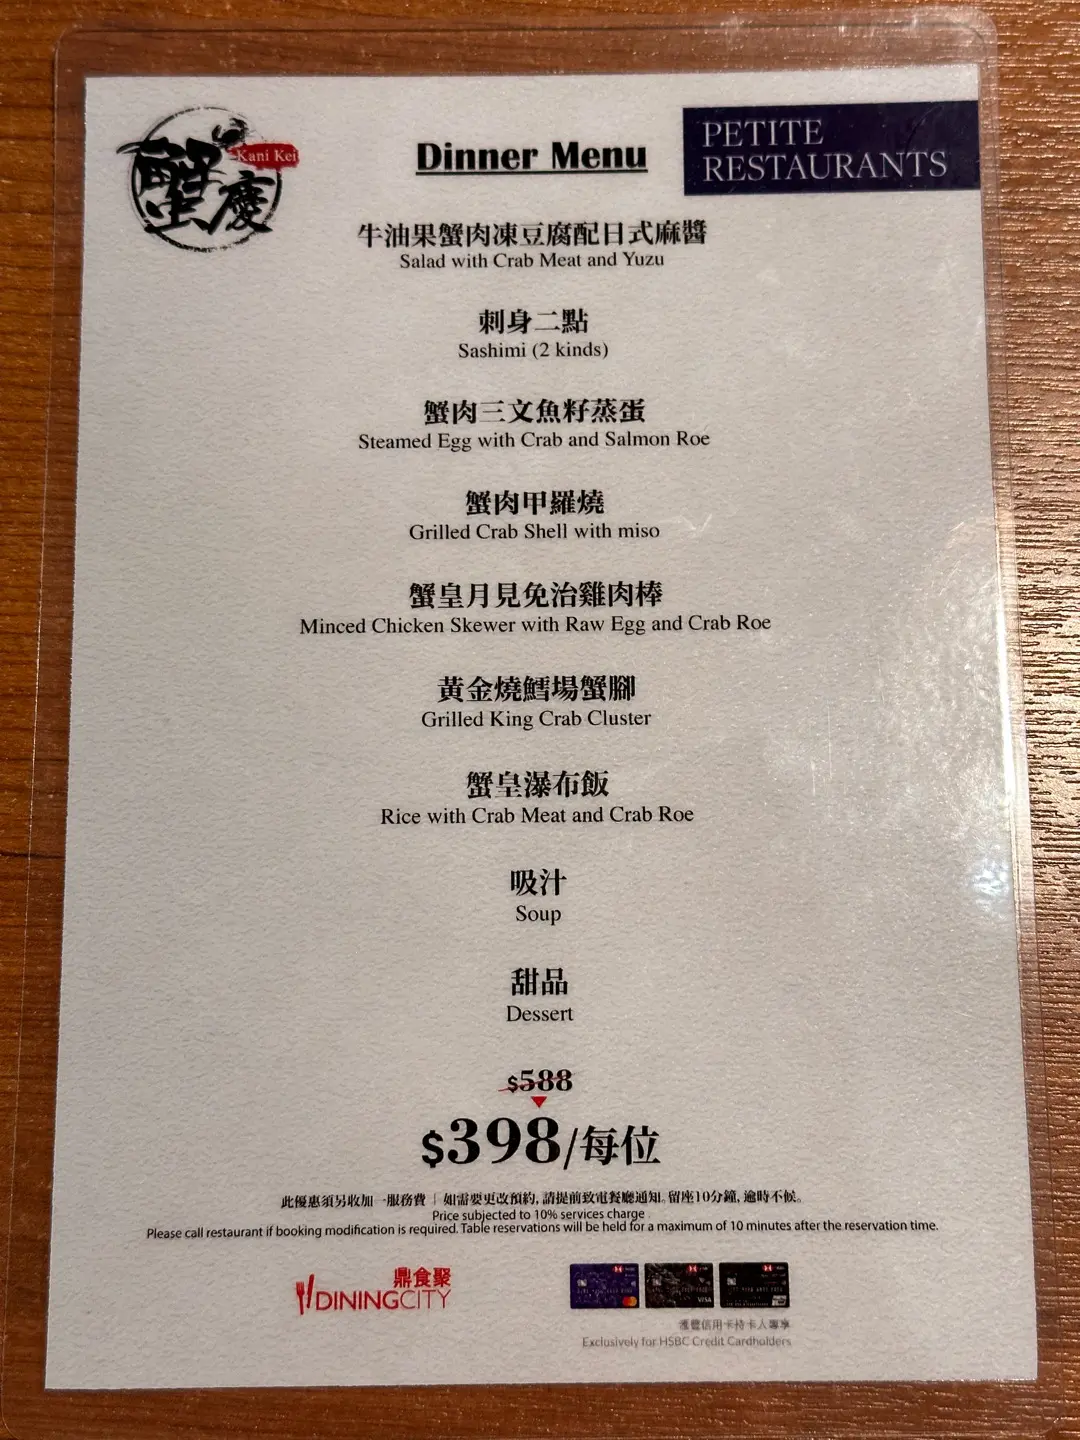 蟹慶
Kani Kei
Dinner Menu
PETITE
RESTAURANTS
牛油果蟹肉凍豆腐配日式麻醬
Salad with Crab Meat and Yuzu
刺身二點
Sashimi (2 kinds)
蟹肉三文魚籽蒸蛋
Steamed Egg with Crab and Salmon Roe
蟹肉甲羅燒
Grilled Crab Shell with miso
蟹皇月見免治雞肉棒
Minced Chicken Skewer with Raw Egg and Crab Roe
黃金燒鱈場蟹腳
Grilled King Crab Cluster
蟹皇瀑布飯
Rice with Crab Meat and Crab Roe
吸汁
Soup
甜品
Dessert
$588
$398/每位
此優惠須另收加一服務費 | 如需要更改預約, 請提前致電餐廳通知. 留座10分鐘, 逾時不候。
Price subjected to 10% services charge .
Please call restaurant if booking modification is required. Table reservations will be held for a maximum of 10 minutes after the reservation time.
鼎食聚
DININGCITY
VISA
滙豐信用卡持卡人專享
Exclusively for HSBC Credit Cardholders